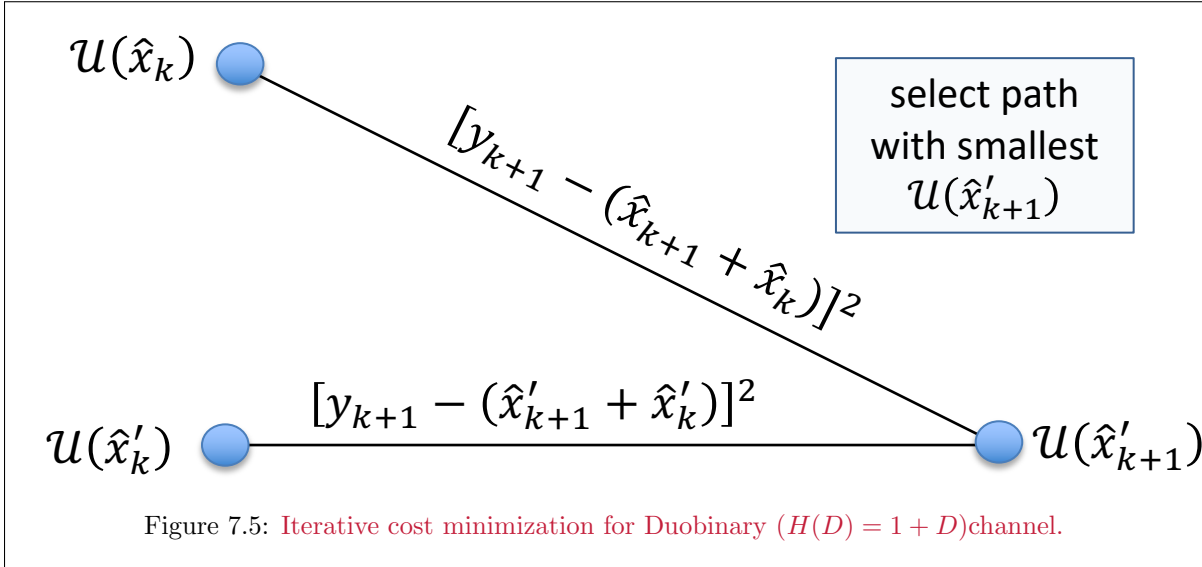 𝒰(x̂ₖ)
select path
with smallest
𝒰(x̂′ₖ₊₁)
[yₖ₊₁ − (x̂ₖ₊₁ + x̂ₖ)]²
[yₖ₊₁ − (x̂′ₖ₊₁ + x̂′ₖ)]²
𝒰(x̂′ₖ)
𝒰(x̂′ₖ₊₁)
Figure 7.5: Iterative cost minimization for Duobinary (H(D) = 1 + D)channel.